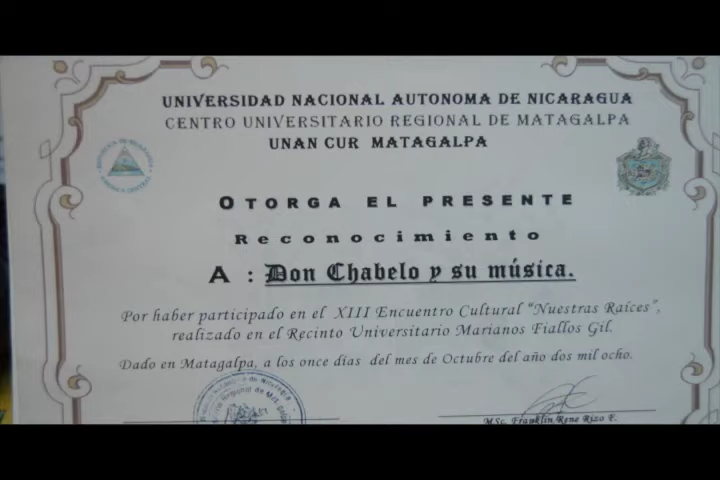 UNIVERSIDAD NACIONAL AUTONOMA DE NICARAGUA
CENTRO UNIVERSITARIO REGIONAL DE MATAGALPA
UNAN CUR MATAGALPA
OTORGA EL PRESENTE
Reconocimiento
A : Don Chabelo y su música.
Por haber participado en el XIII Encuentro Cultural "Nuestras Raíces",
realizado en el Recinto Universitario Marianos Fiallos Gil.
Dado en Matagalpa, a los once días del mes de Octubre del año dos mil ocho.
MSc. Franklin Rene Rizo F.